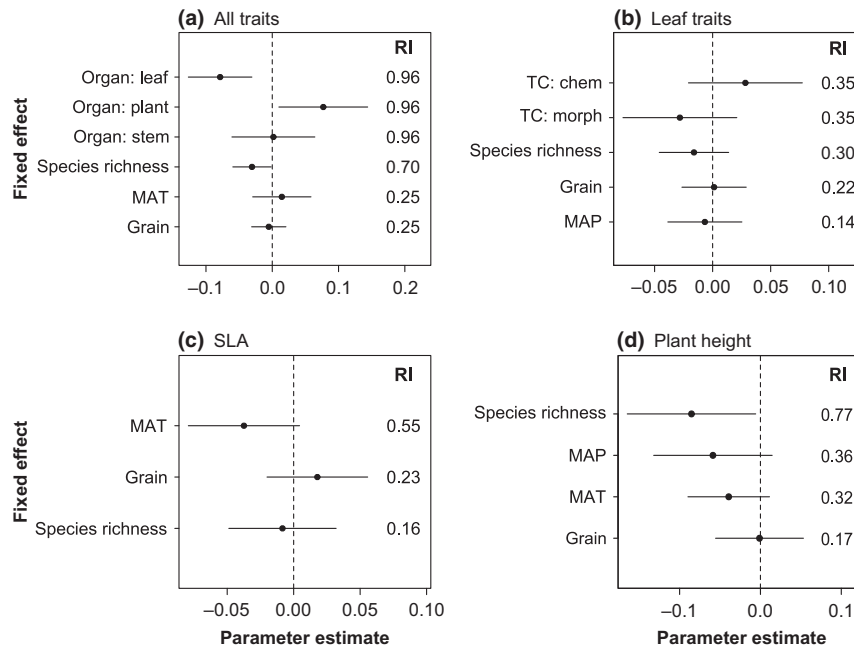 (a) All traits
RI
Fixed effect
Organ: leaf 0.96
Organ: plant 0.96
Organ: stem 0.96
Species richness 0.70
MAT 0.25
Grain 0.25
–0.1 0.0 0.1 0.2
(b) Leaf traits
RI
TC: chem 0.35
TC: morph 0.35
Species richness 0.30
Grain 0.22
MAP 0.14
–0.05 0.00 0.05 0.10
(c) SLA
RI
Fixed effect
MAT 0.55
Grain 0.23
Species richness 0.16
–0.05 0.00 0.05 0.10
Parameter estimate
(d) Plant height
RI
Species richness 0.77
MAP 0.36
MAT 0.32
Grain 0.17
–0.1 0.0 0.1
Parameter estimate